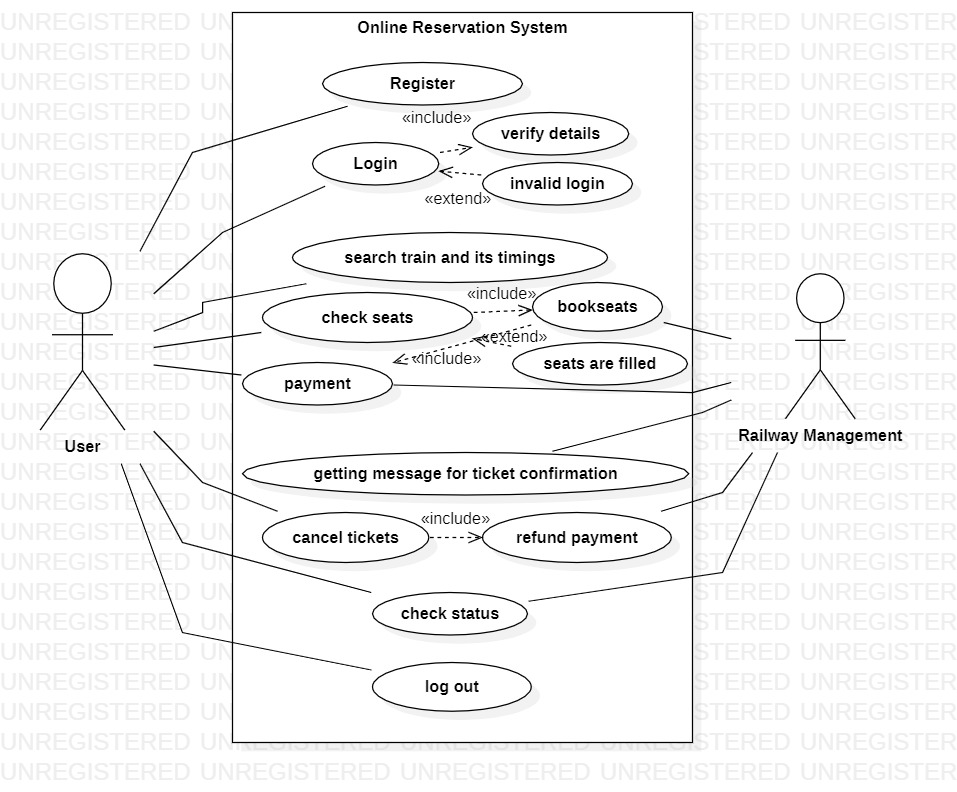 UNREGISTERED UNREGISTERED UNREGISTERED UNREGISTERED UNREGISTERED
Online Reservation System
Register
«include»
verify details
Login
invalid login
«extend»
search train and its timings
«include»
bookseats
check seats
«extend»
«include»
seats are filled
payment
User
Railway Management
getting message for ticket confirmation
«include»
cancel tickets
refund payment
check status
log out